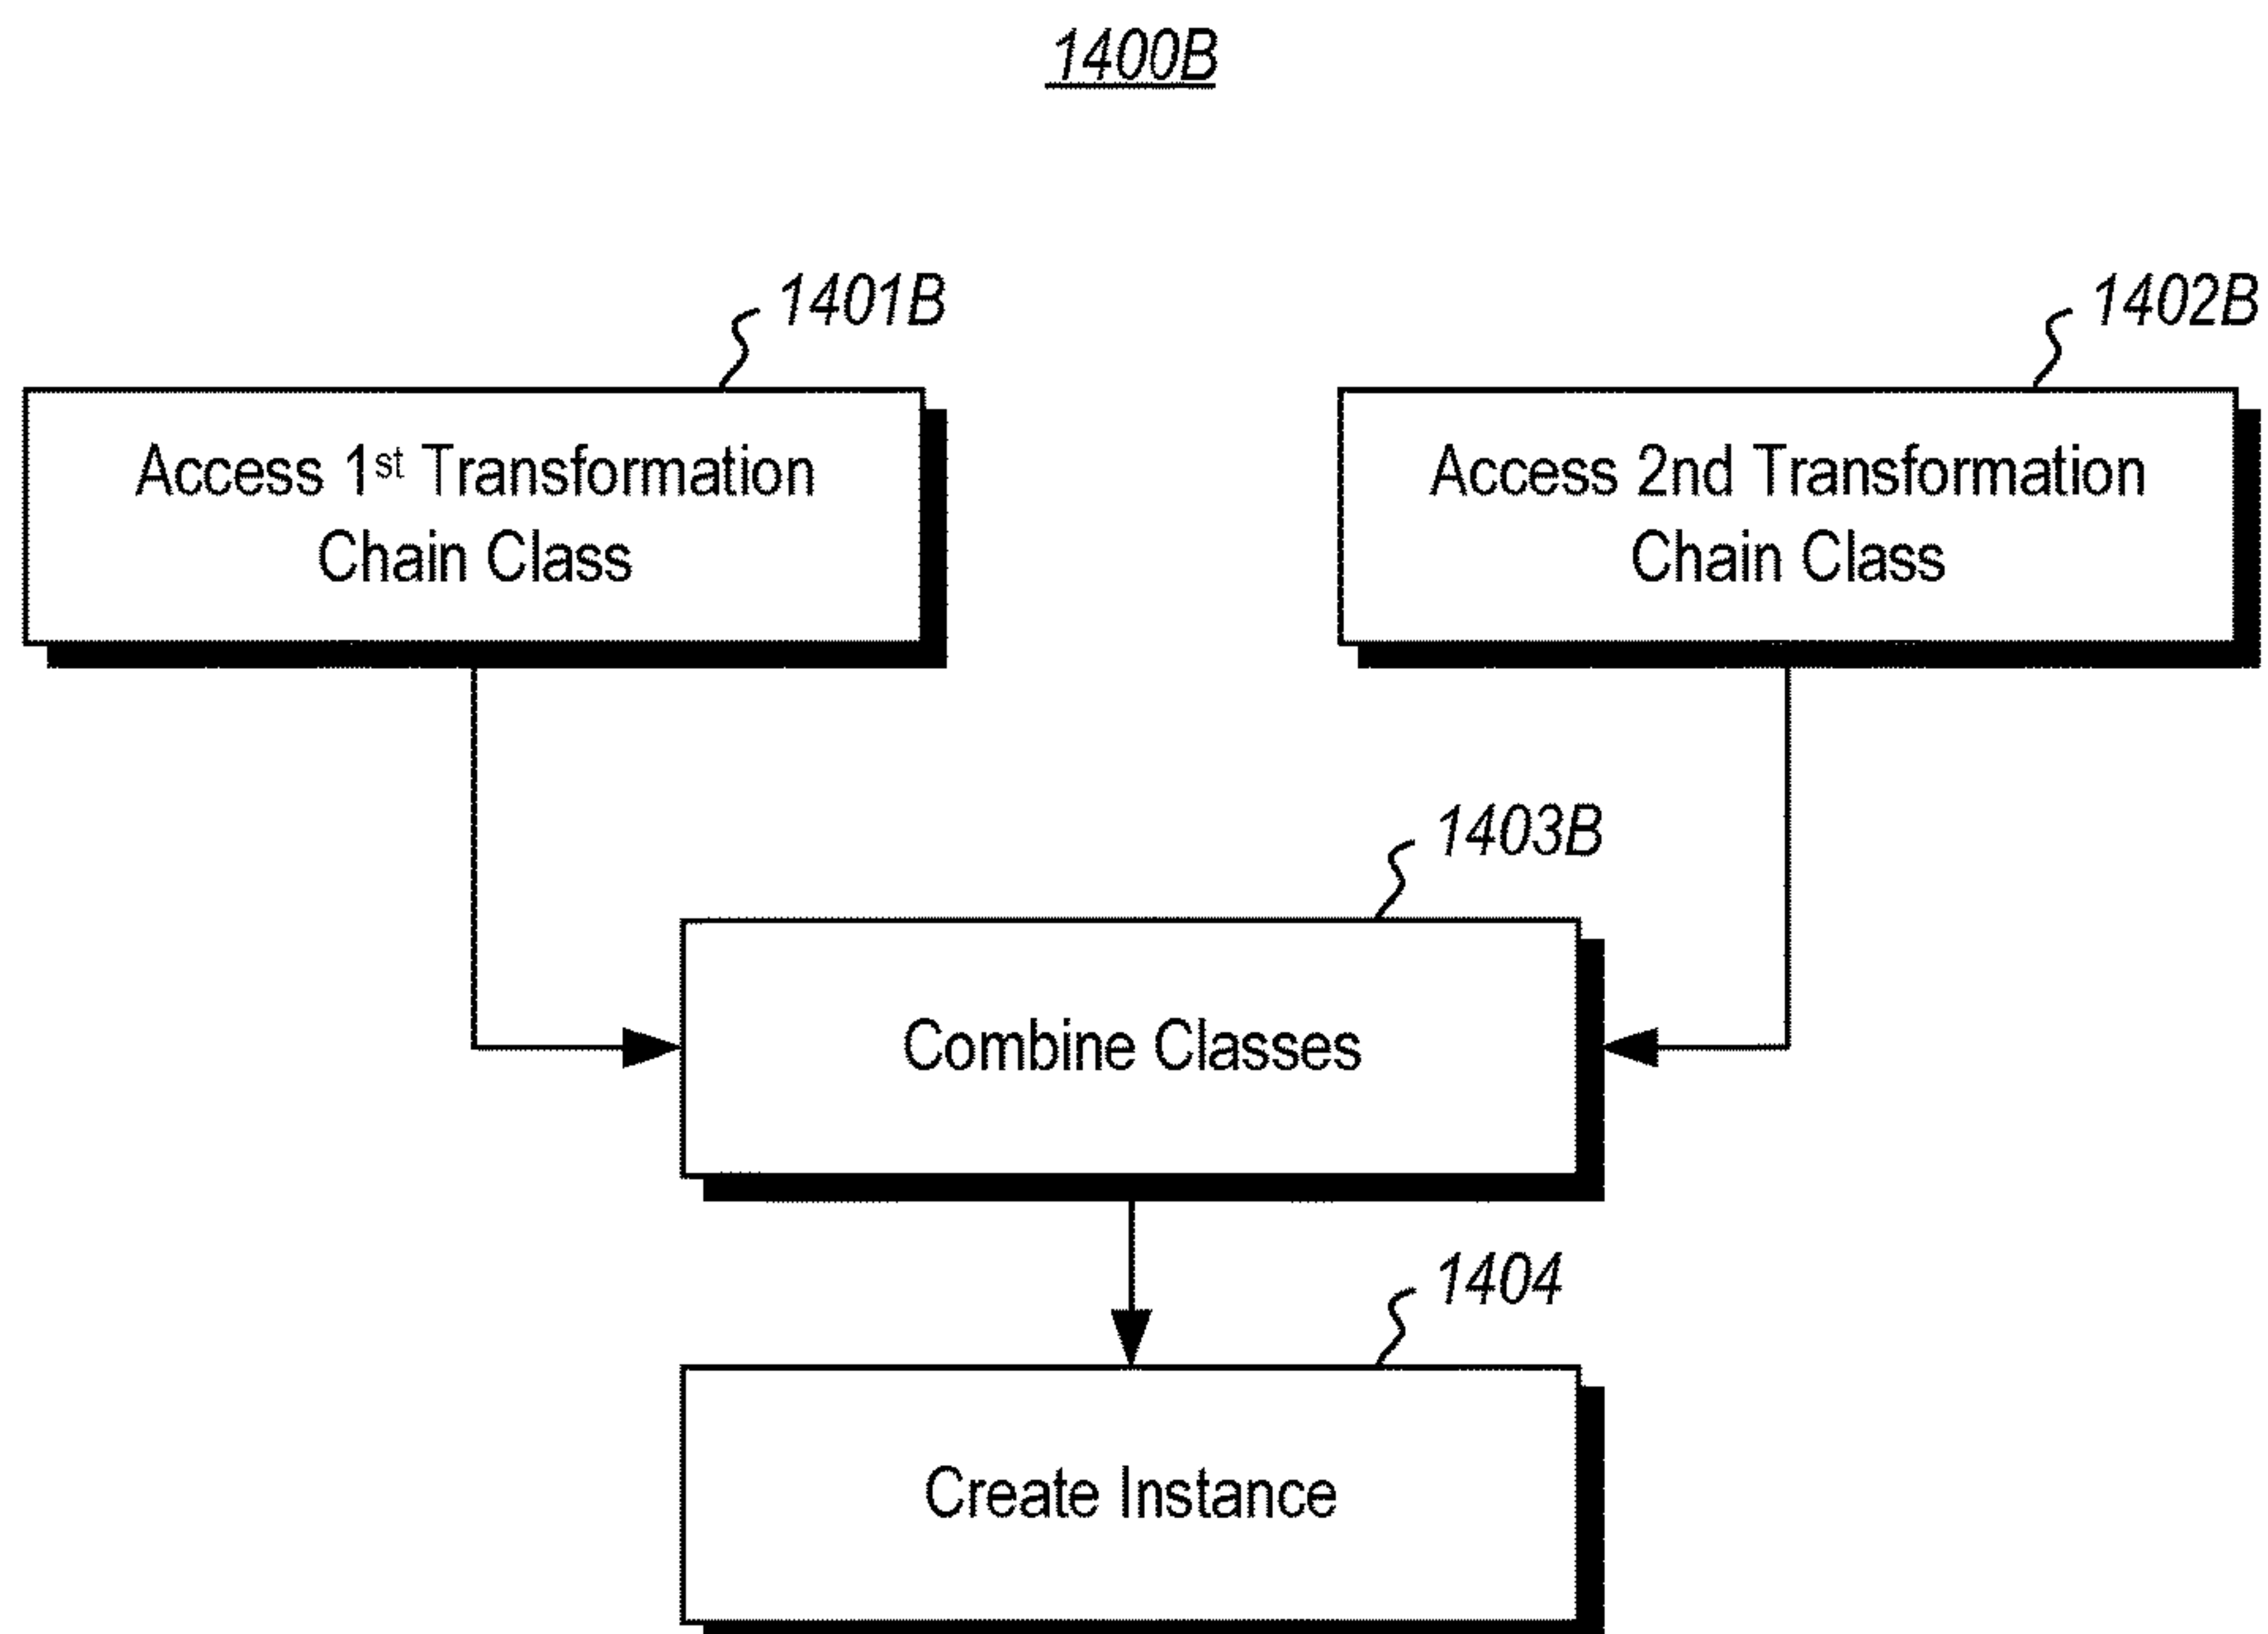 1400B
1401B
1402B
Access 1st Transformation
Chain Class
Access 2nd Transformation
Chain Class
1403B
Combine Classes
1404
Create Instance